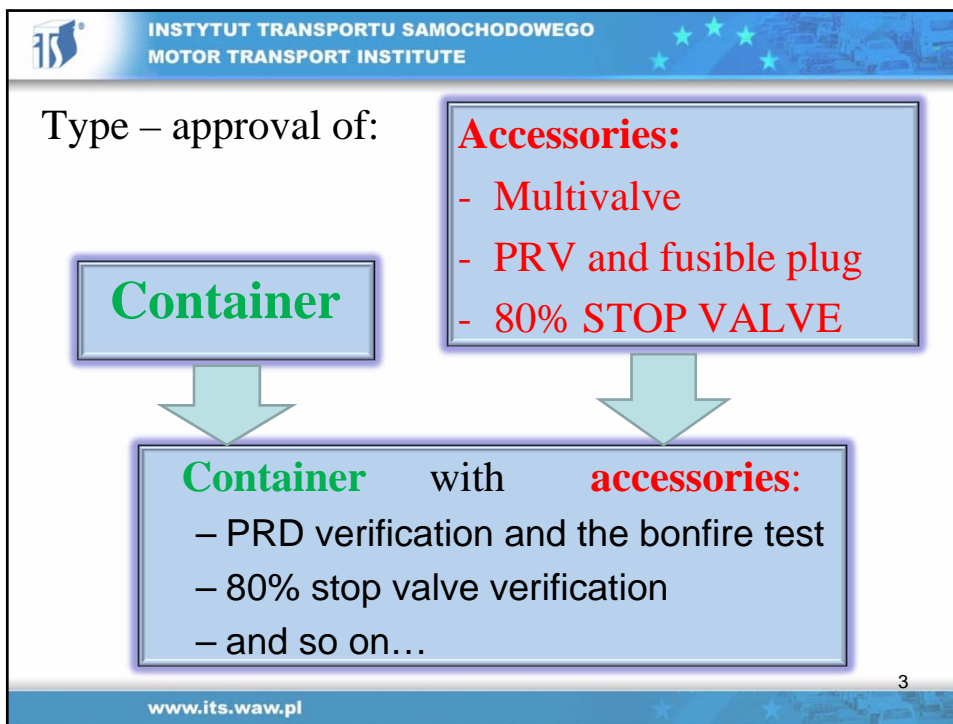 iTS
INSTYTUT TRANSPORTU SAMOCHODOWEGO
MOTOR TRANSPORT INSTITUTE
Type – approval of:
Container
Accessories:
- Multivalve
- PRV and fusible plug
- 80% STOP VALVE
Container with accessories:
– PRD verification and the bonfire test
– 80% stop valve verification
– and so on…
3
www.its.waw.pl